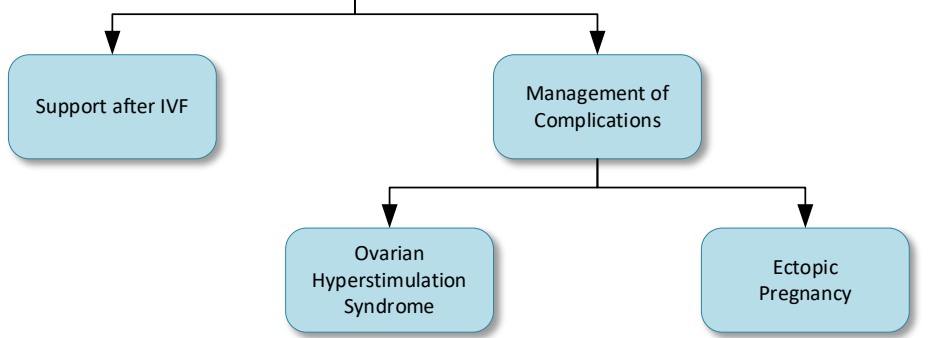 Support after IVF
Management of
Complications
Ovarian
Hyperstimulation
Syndrome
Ectopic
Pregnancy